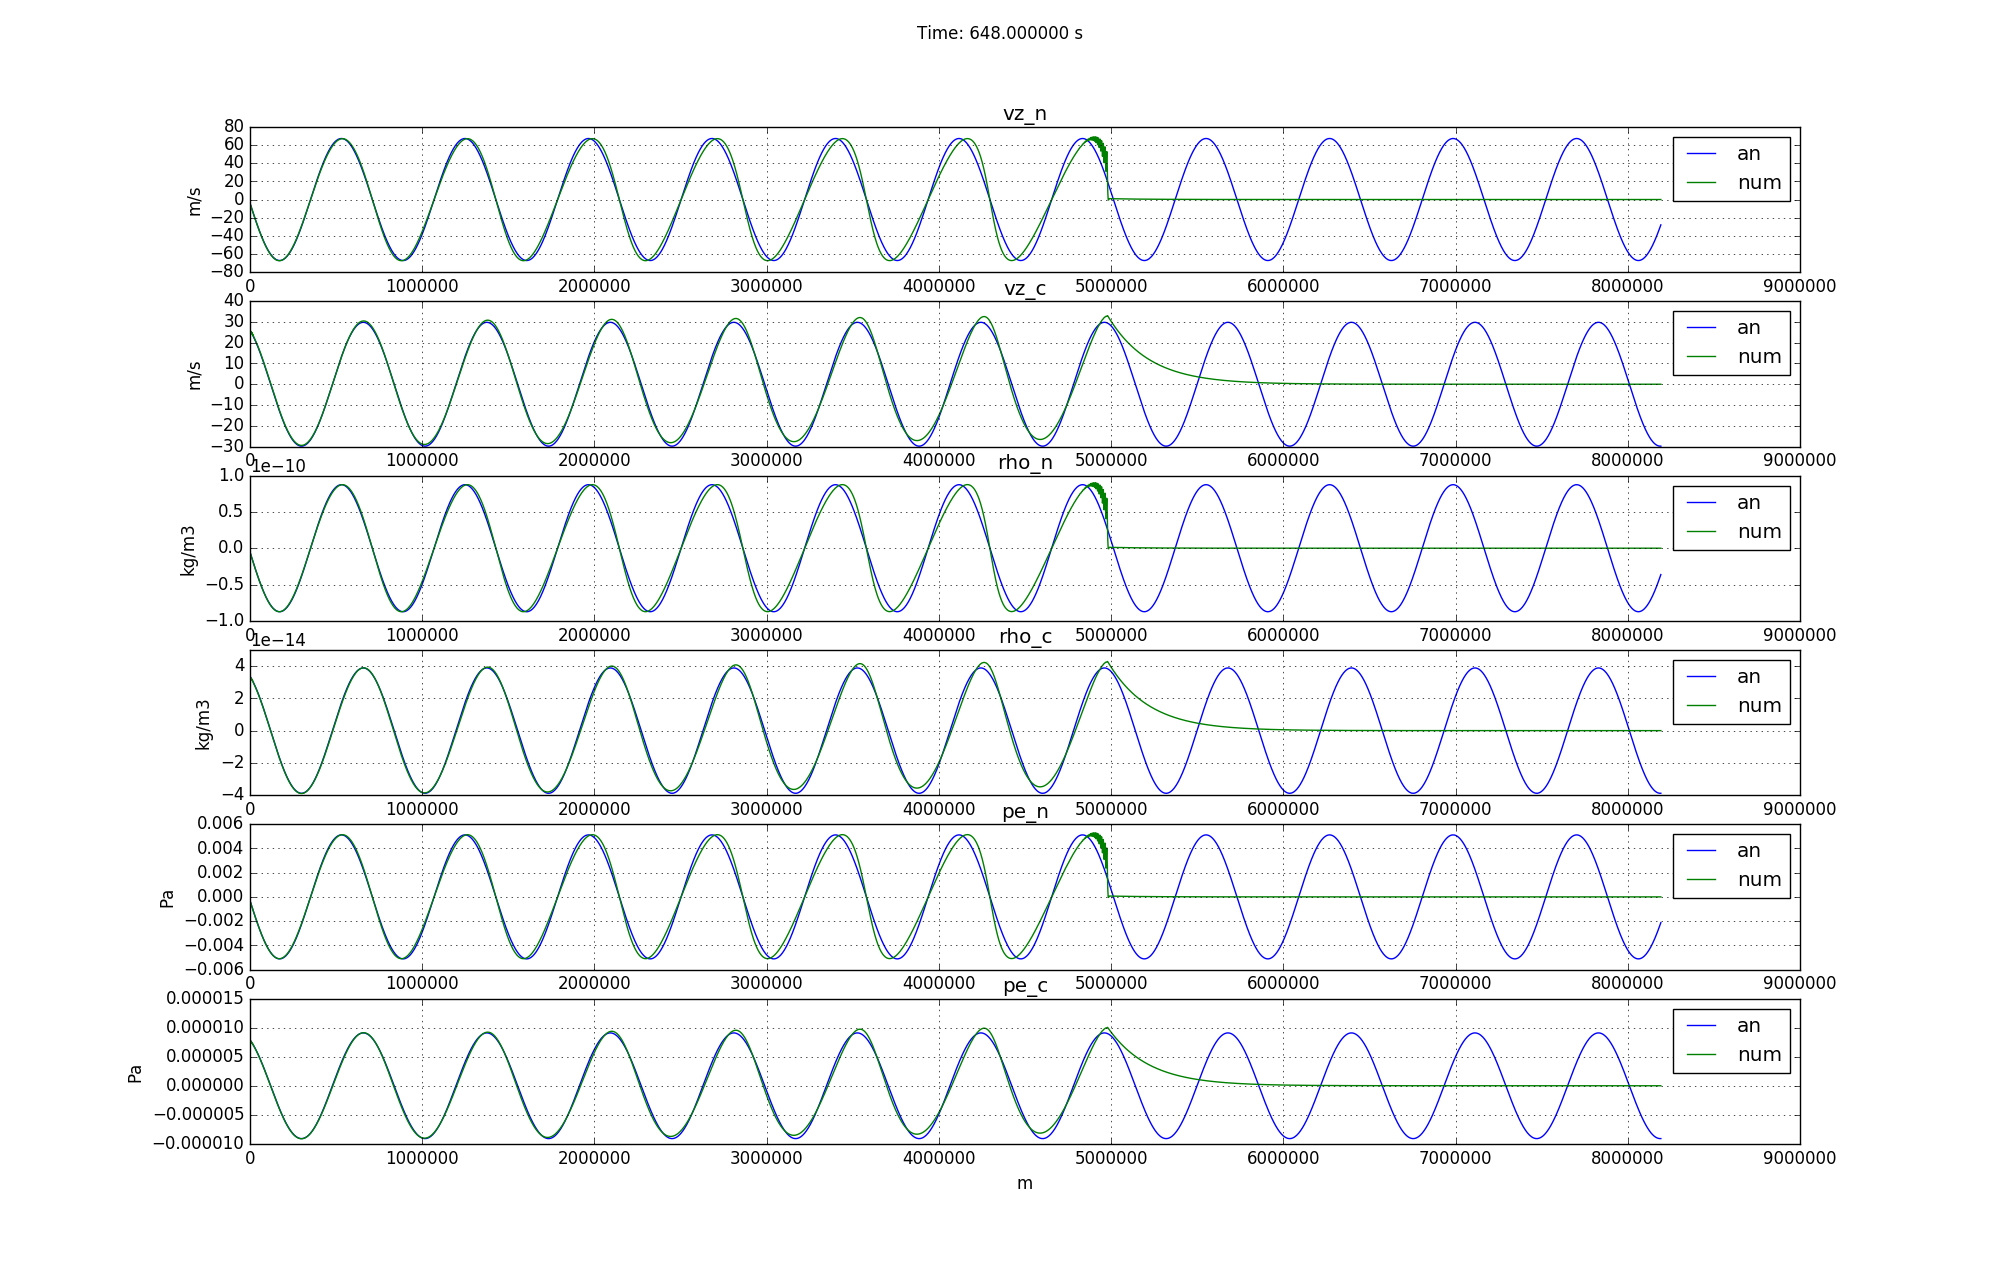 Time: 648.000000 s
vz_n
80
60
40
20
0
−20
−40
−60
−80
m/s
an
num
0 1000000 2000000 3000000 4000000 5000000 6000000 7000000 8000000 9000000
vz_c
40
30
20
10
0
−10
−20
−30
m/s
an
num
0 1000000 2000000 3000000 4000000 5000000 6000000 7000000 8000000 9000000
1e−10
rho_n
1.0
0.5
0.0
−0.5
−1.0
kg/m3
an
num
0 1000000 2000000 3000000 4000000 5000000 6000000 7000000 8000000 9000000
1e−14
rho_c
4
2
0
−2
−4
kg/m3
an
num
0 1000000 2000000 3000000 4000000 5000000 6000000 7000000 8000000 9000000
pe_n
0.006
0.004
0.002
0.000
−0.002
−0.004
−0.006
Pa
an
num
0 1000000 2000000 3000000 4000000 5000000 6000000 7000000 8000000 9000000
pe_c
0.000015
0.000010
0.000005
0.000000
−0.000005
−0.000010
Pa
an
num
0 1000000 2000000 3000000 4000000 5000000 6000000 7000000 8000000 9000000
m